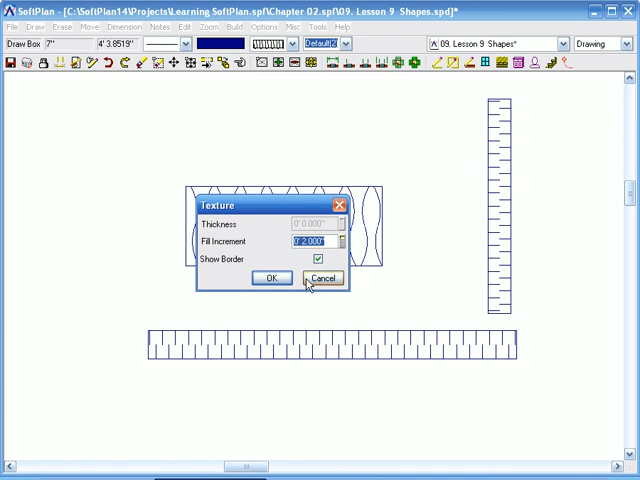 SoftPlan - [C:\SoftPlan14\Projects\Learning SoftPlan.spf\Chapter 02.spf\09. Lesson 9 Shapes.spd]*
File Draw Erase Move Dimension Notes Edit Zoom Build Options Misc Tools Help
Draw Box 7" 4' 3.8519" Default[2] 09. Lesson 9 Shapes* Drawing
Texture
Thickness 0' 0.000"
Fill Increment 0' 2.000"
Show Border
OK Cancel